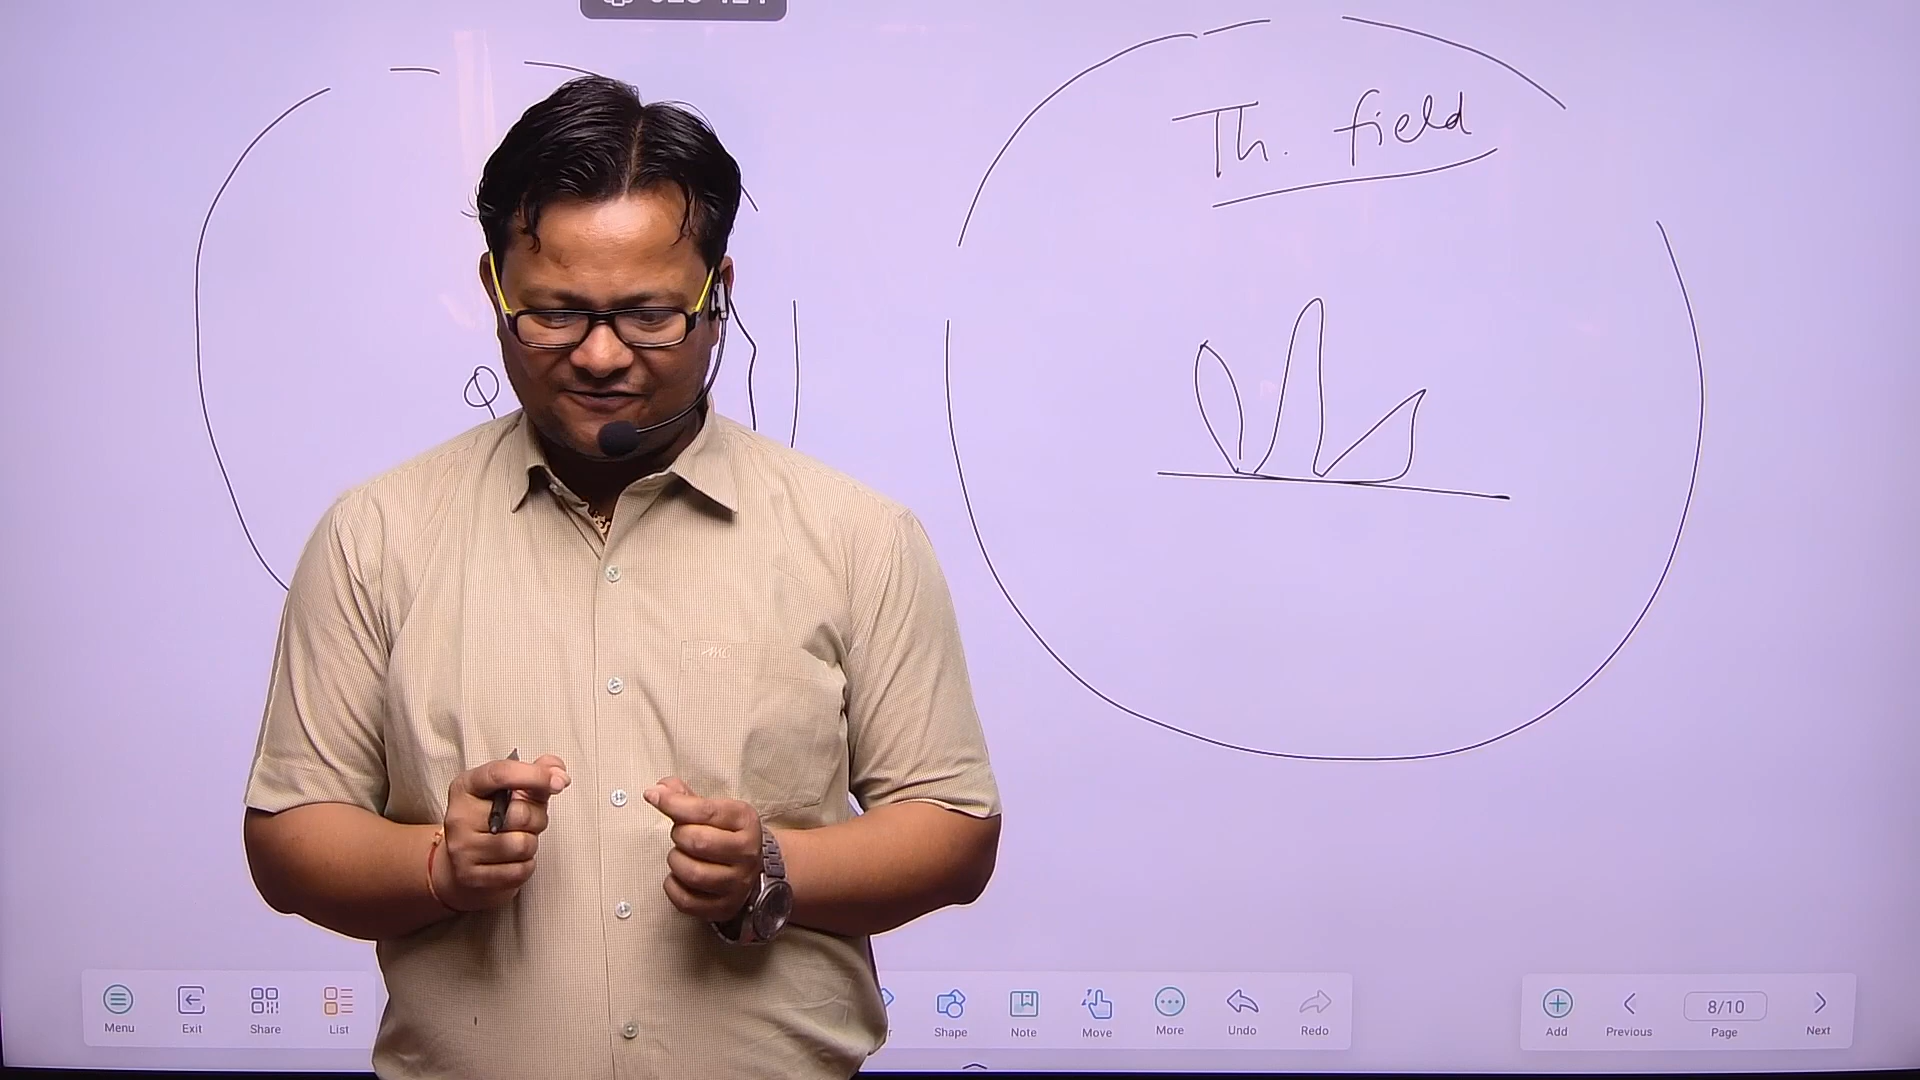 Th. field
Menu
Exit
Share
List
Shape
Note
Move
More
Undo
Redo
Add
Previous
8/10
Page
Next